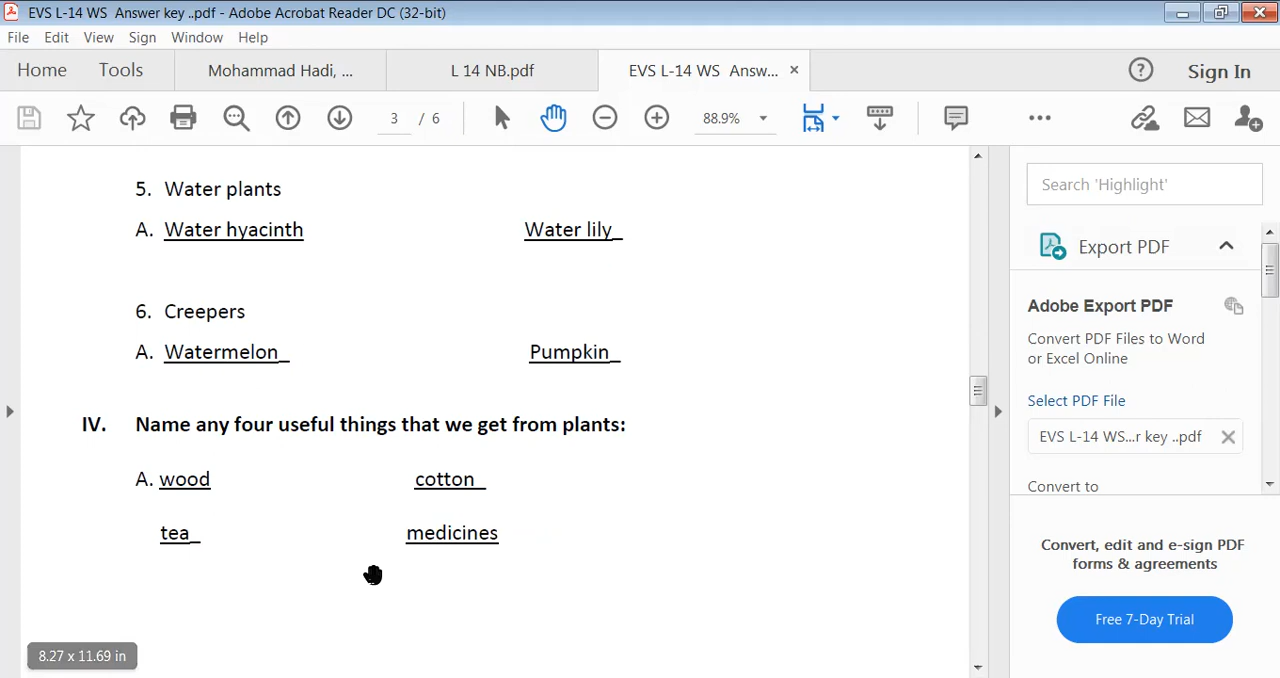 EVS L-14 WS  Answer key ..pdf - Adobe Acrobat Reader DC (32-bit)
File Edit View Sign Window Help
Home Tools Mohammad Hadi, ... L 14 NB.pdf EVS L-14 WS  Answ... × ? Sign In
3 / 6 88.9%
5. Water plants
A. Water hyacinth Water lily_
6. Creepers
A. Watermelon_ Pumpkin_
IV. Name any four useful things that we get from plants:
A. wood cotton_
tea_ medicines
8.27 x 11.69 in
Search 'Highlight'
Export PDF
Adobe Export PDF
Convert PDF Files to Word
or Excel Online
Select PDF File
EVS L-14 WS...r key ..pdf
Convert to
Convert, edit and e-sign PDF
forms & agreements
Free 7-Day Trial